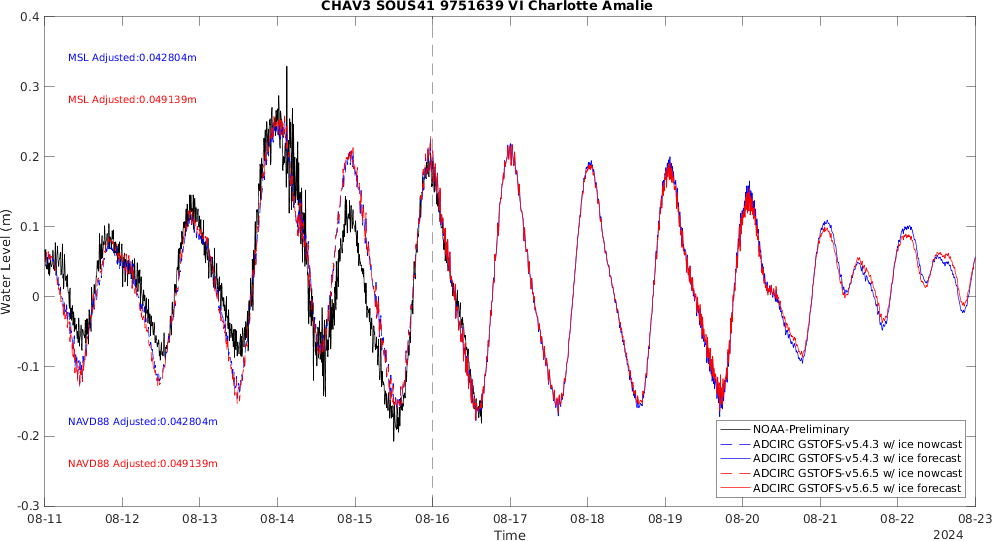 CHAV3 SOUS41 9751639 VI Charlotte Amalie
0.4
0.3
0.2
0.1
0
-0.1
-0.2
-0.3
Water Level (m)
MSL Adjusted:0.042804m
MSL Adjusted:0.049139m
NAVD88 Adjusted:0.042804m
NAVD88 Adjusted:0.049139m
NOAA-Preliminary
ADCIRC GSTOFS-v5.4.3 w/ ice nowcast
ADCIRC GSTOFS-v5.4.3 w/ ice forecast
ADCIRC GSTOFS-v5.6.5 w/ ice nowcast
ADCIRC GSTOFS-v5.6.5 w/ ice forecast
08-11 08-12 08-13 08-14 08-15 08-16 08-17 08-18 08-19 08-20 08-21 08-22 08-23
Time
2024